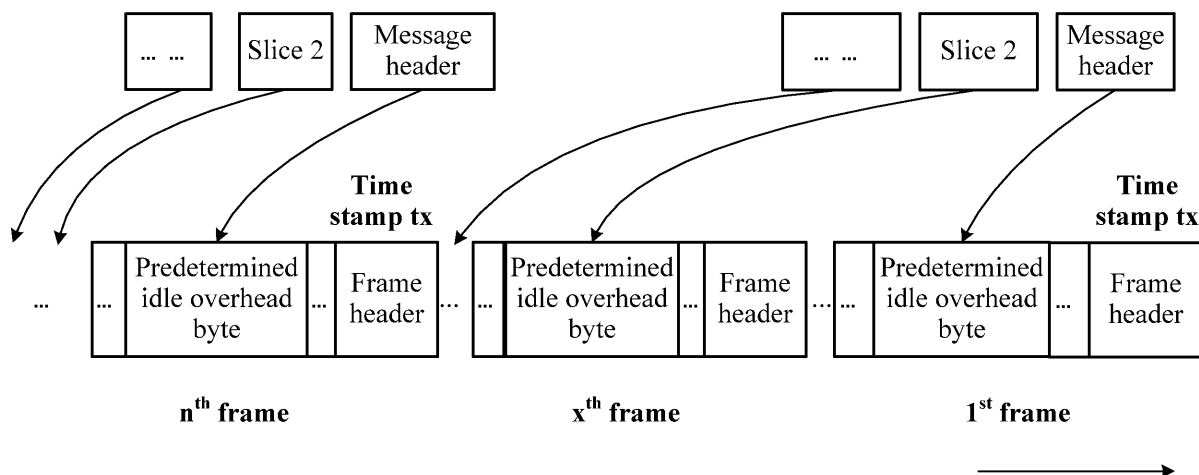 ... ...
Slice 2
Message
header
... ...
Slice 2
Message
header
Time
stamp tx
Time
stamp tx
...
...
Predetermined
idle overhead
byte
...
Frame
header
...
...
Predetermined
idle overhead
byte
...
Frame
header
...
...
Predetermined
idle overhead
byte
...
Frame
header
nth frame
xth frame
1st frame